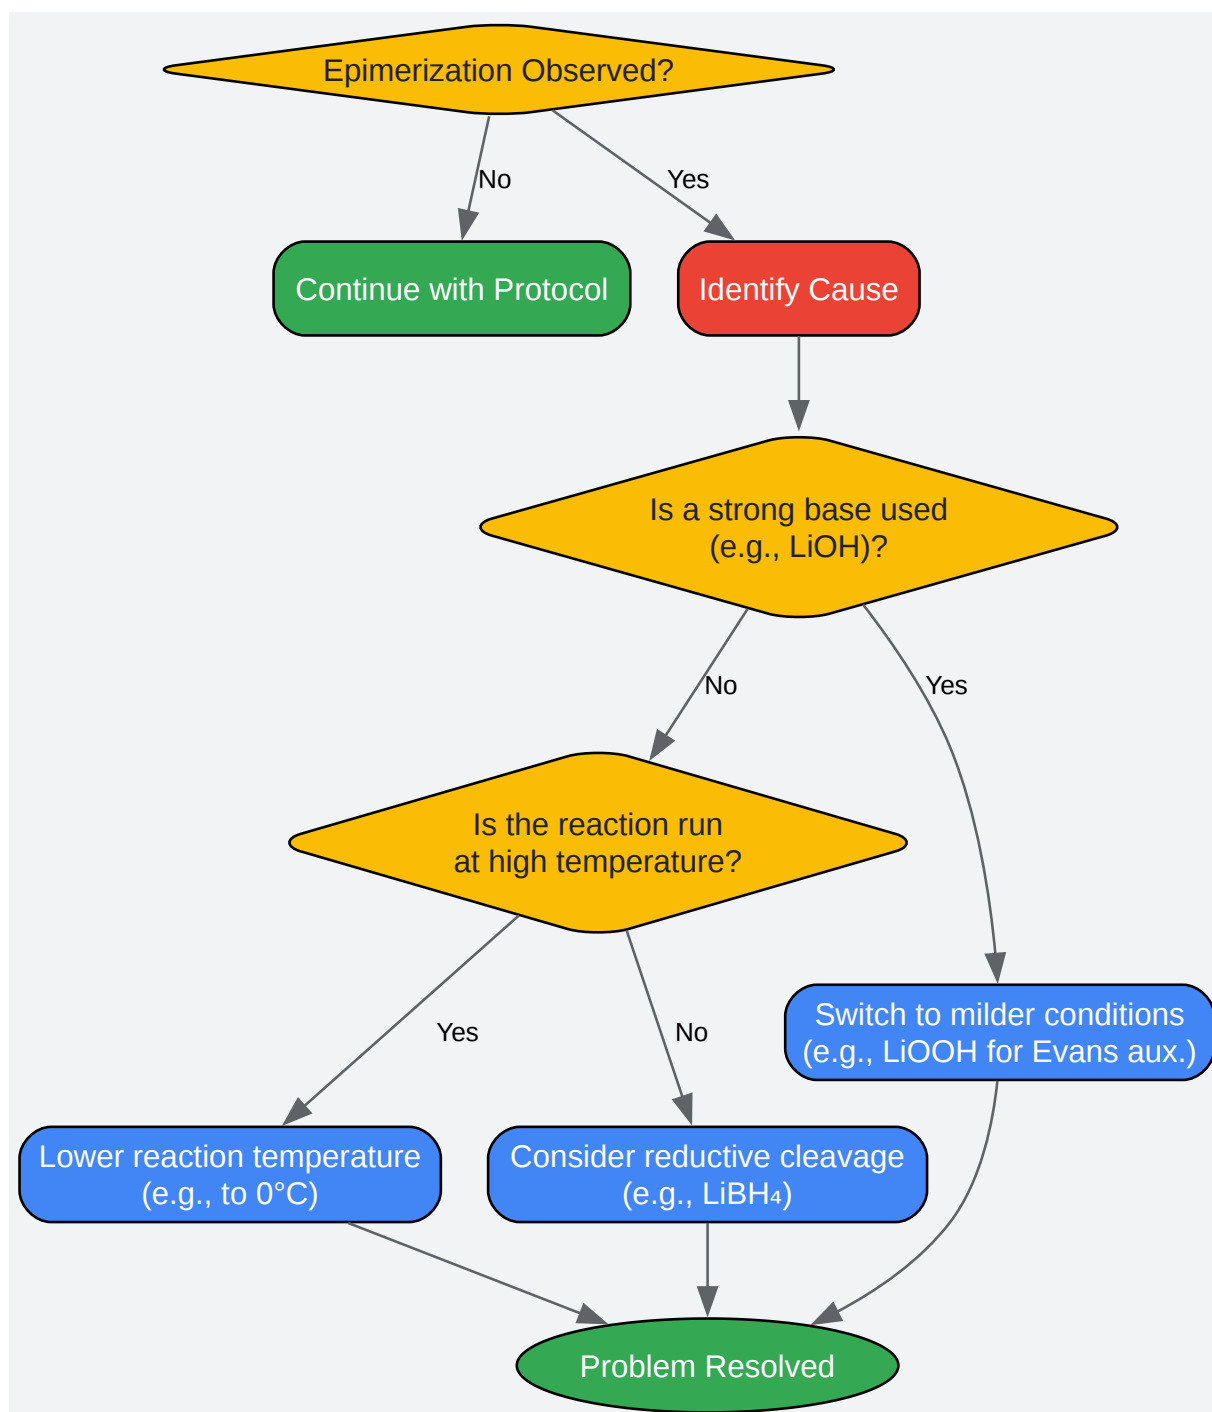 Epimerization Observed?
No
Yes
Continue with Protocol
Identify Cause
Is a strong base used
(e.g., LiOH)?
No
Yes
Is the reaction run
at high temperature?
Yes
No
Switch to milder conditions
(e.g., LiOOH for Evans aux.)
Lower reaction temperature
(e.g., to 0°C)
Consider reductive cleavage
(e.g., LiBH₄)
Problem Resolved